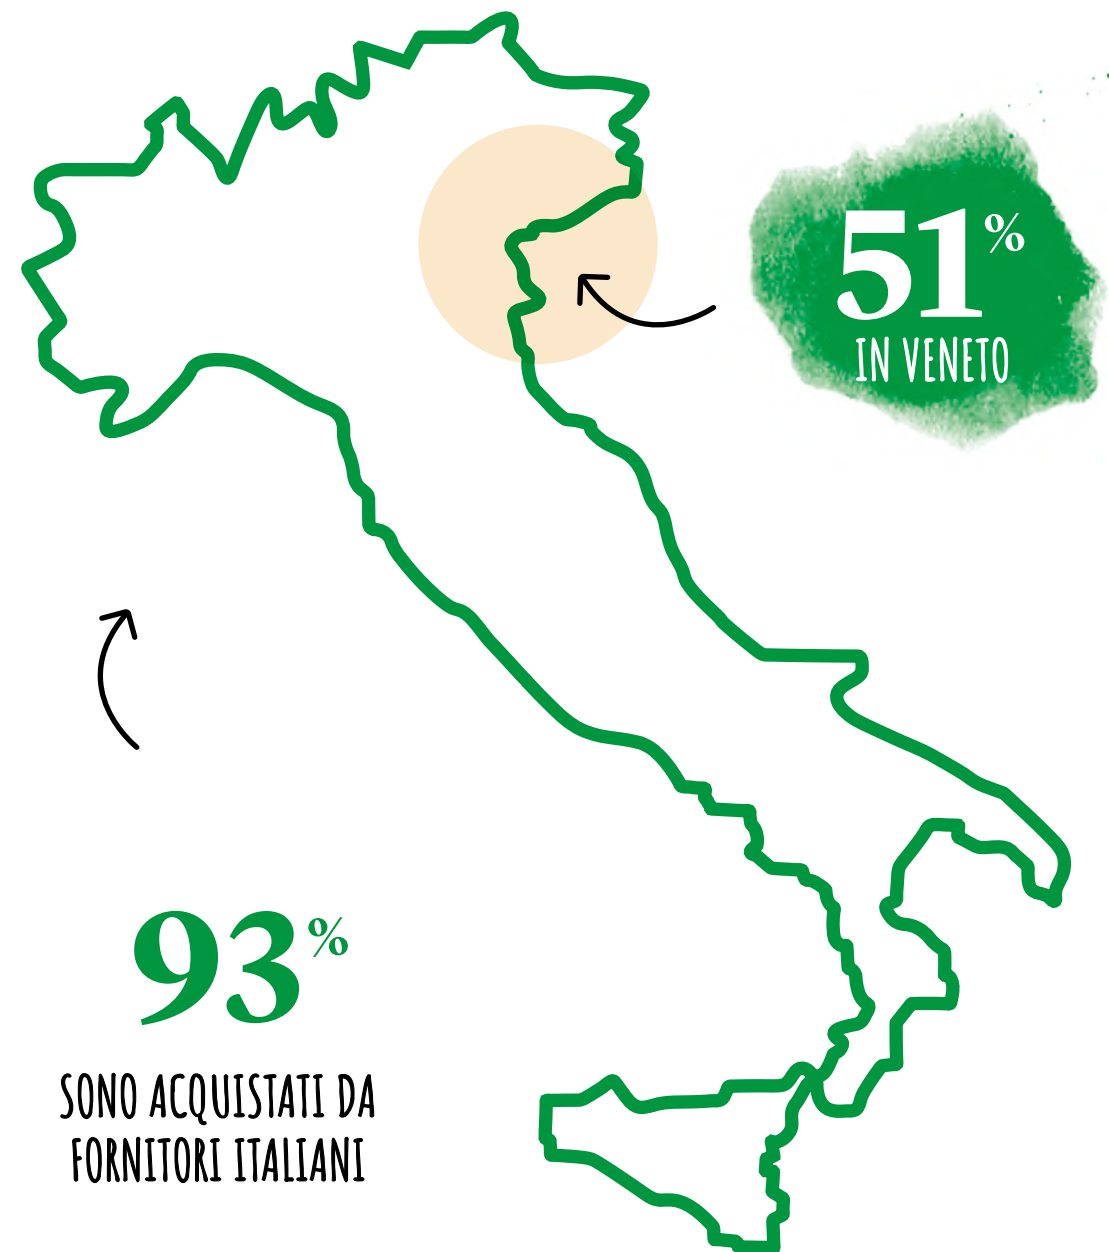 51%
IN VENETO
93%
SONO ACQUISTATI DA
FORNITORI ITALIANI